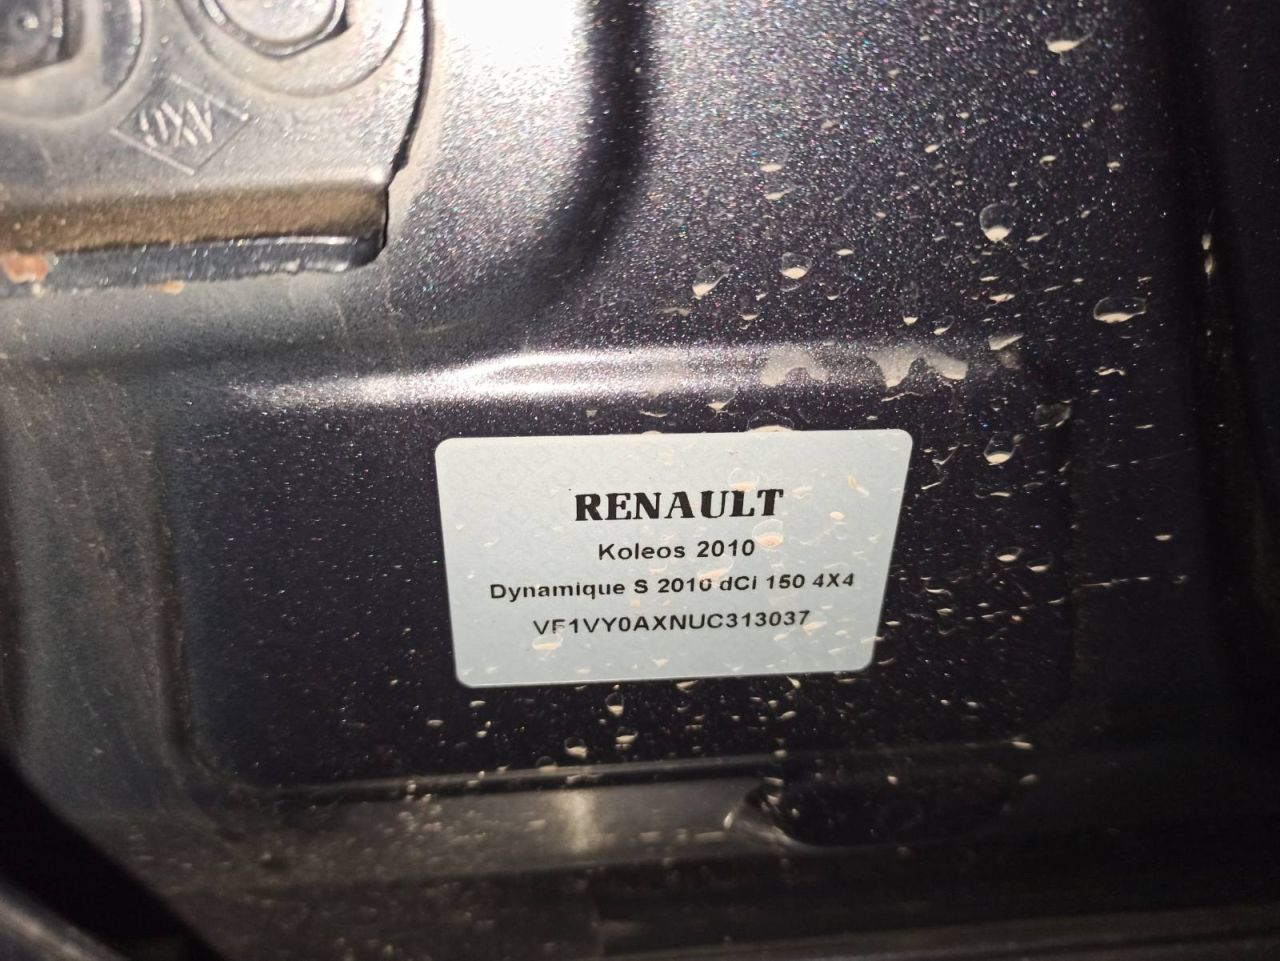 RENAULT
Koleos 2010
Dynamique S 2010 dCi 150 4X4
VF1VY0AXNUC313037